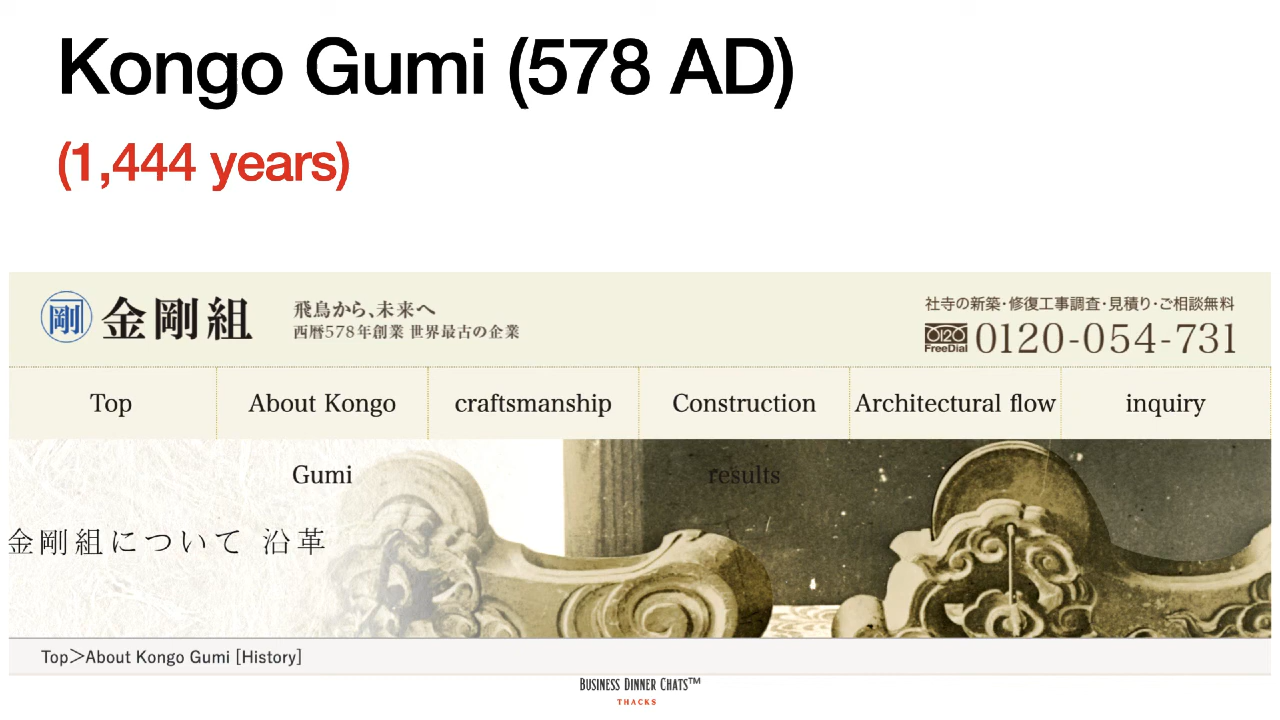 Kongo Gumi (578 AD)
(1,444 years)
剛 金剛組
飛鳥から、未来へ
西暦578年創業 世界最古の企業
社寺の新築・修復工事調査・見積り・ご相談無料
0120 FreeDial 0120-054-731
Top About Kongo craftsmanship Construction Architectural flow inquiry
Gumi results
金剛組について 沿革
Top＞About Kongo Gumi [History]
BUSINESS DINNER CHATS™
THACKS